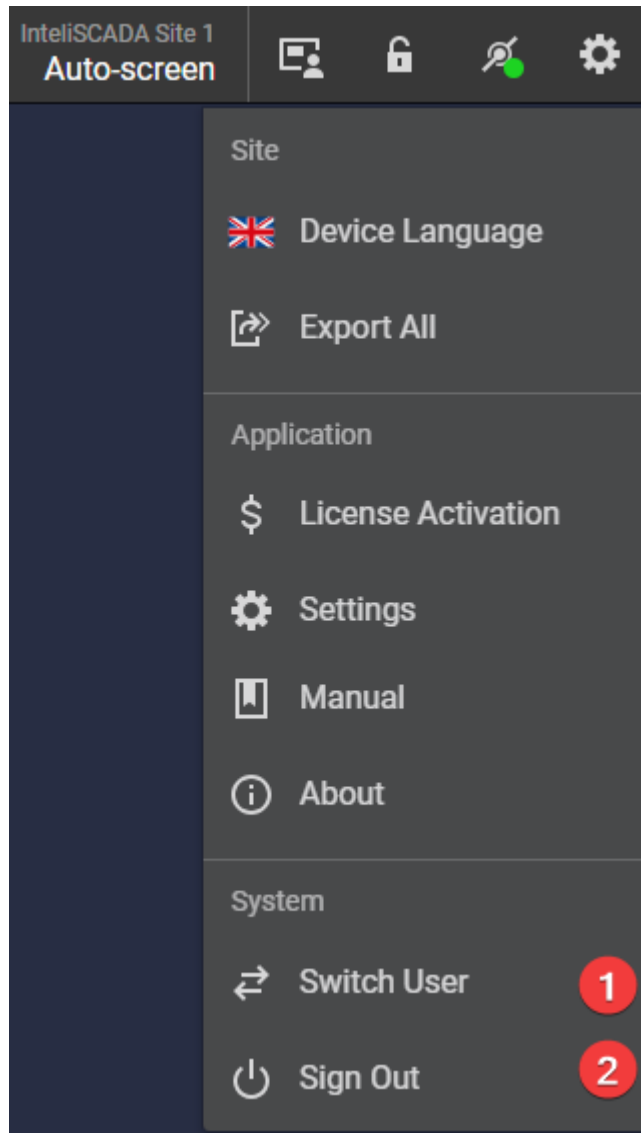 InteliSCADA Site 1
Auto-screen
Site
Device Language
Export All
Application
License Activation
Settings
Manual
About
System
Switch User 1
Sign Out 2